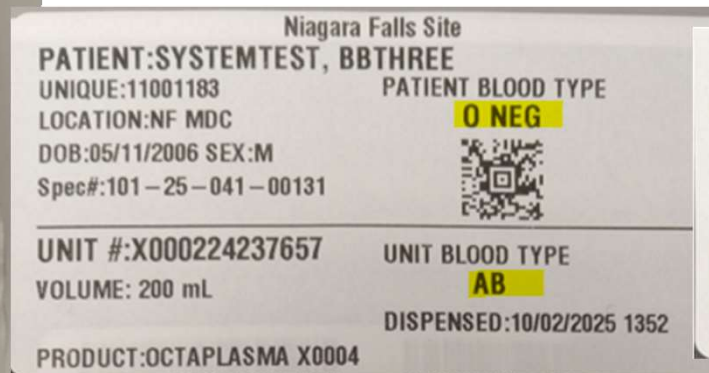 Niagara Falls Site
PATIENT:SYSTEMTEST, BBTHREE
UNIQUE:11001183
PATIENT BLOOD TYPE
LOCATION:NF MDC
O NEG
DOB:05/11/2006 SEX:M
Spec#:101-25-041-00131
UNIT #:X000224237657
UNIT BLOOD TYPE
VOLUME: 200 mL
AB
DISPENSED:10/02/2025 1352
PRODUCT:OCTAPLASMA X0004